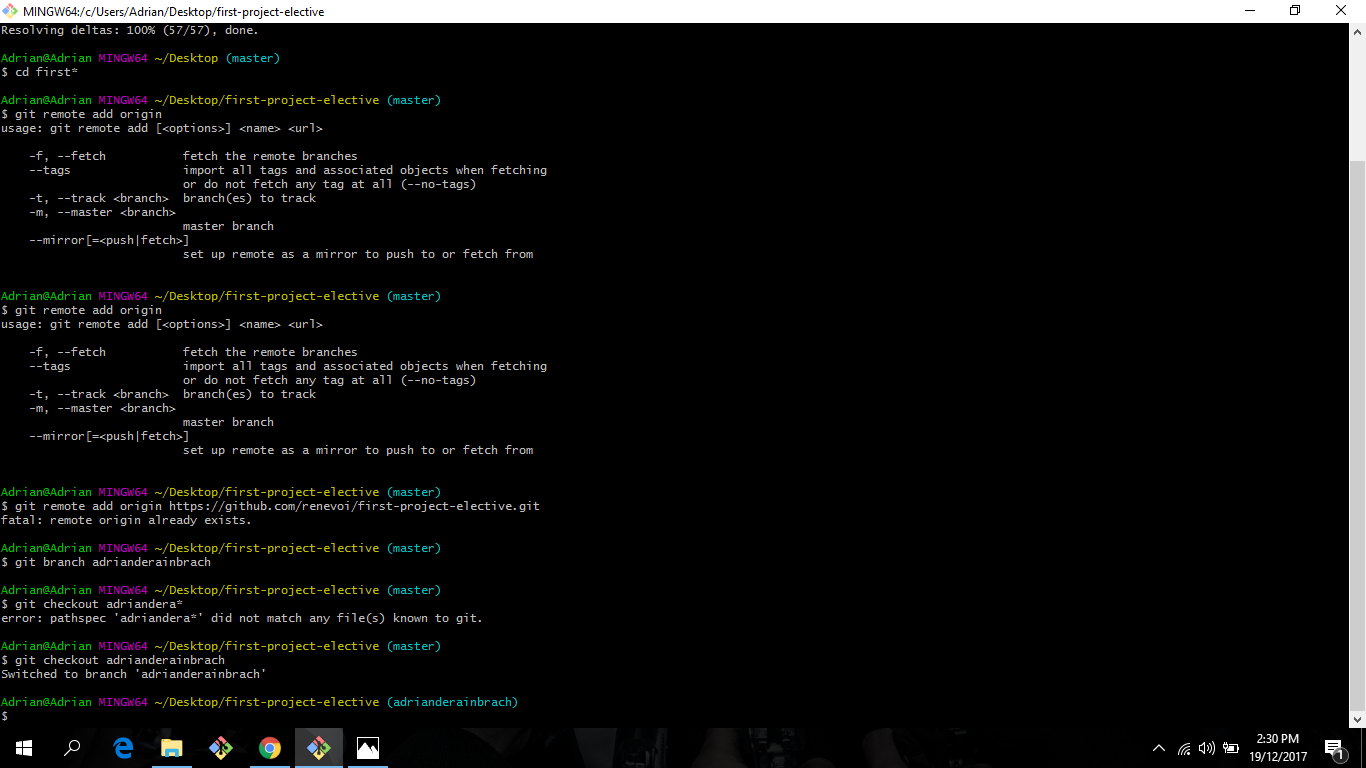 MINGW64:/c/Users/Adrian/Desktop/first-project-elective
Resolving deltas: 100% (57/57), done.
Adrian@Adrian MINGW64 ~/Desktop (master)
$ cd first*
Adrian@Adrian MINGW64 ~/Desktop/first-project-elective (master)
$ git remote add origin
usage: git remote add [<options>] <name> <url>
-f, --fetch fetch the remote branches
--tags import all tags and associated objects when fetching
or do not fetch any tag at all (--no-tags)
-t, --track <branch> branch(es) to track
-m, --master <branch>
master branch
--mirror[=<push|fetch>]
set up remote as a mirror to push to or fetch from
Adrian@Adrian MINGW64 ~/Desktop/first-project-elective (master)
$ git remote add origin
usage: git remote add [<options>] <name> <url>
-f, --fetch fetch the remote branches
--tags import all tags and associated objects when fetching
or do not fetch any tag at all (--no-tags)
-t, --track <branch> branch(es) to track
-m, --master <branch>
master branch
--mirror[=<push|fetch>]
set up remote as a mirror to push to or fetch from
Adrian@Adrian MINGW64 ~/Desktop/first-project-elective (master)
$ git remote add origin https://github.com/renevoi/first-project-elective.git
fatal: remote origin already exists.
Adrian@Adrian MINGW64 ~/Desktop/first-project-elective (master)
$ git branch adrianderainbrach
Adrian@Adrian MINGW64 ~/Desktop/first-project-elective (master)
$ git checkout adriandera*
error: pathspec 'adriandera*' did not match any file(s) known to git.
Adrian@Adrian MINGW64 ~/Desktop/first-project-elective (master)
$ git checkout adrianderainbrach
Switched to branch 'adrianderainbrach'
Adrian@Adrian MINGW64 ~/Desktop/first-project-elective (adrianderainbrach)
$
2:30 PM
19/12/2017
1